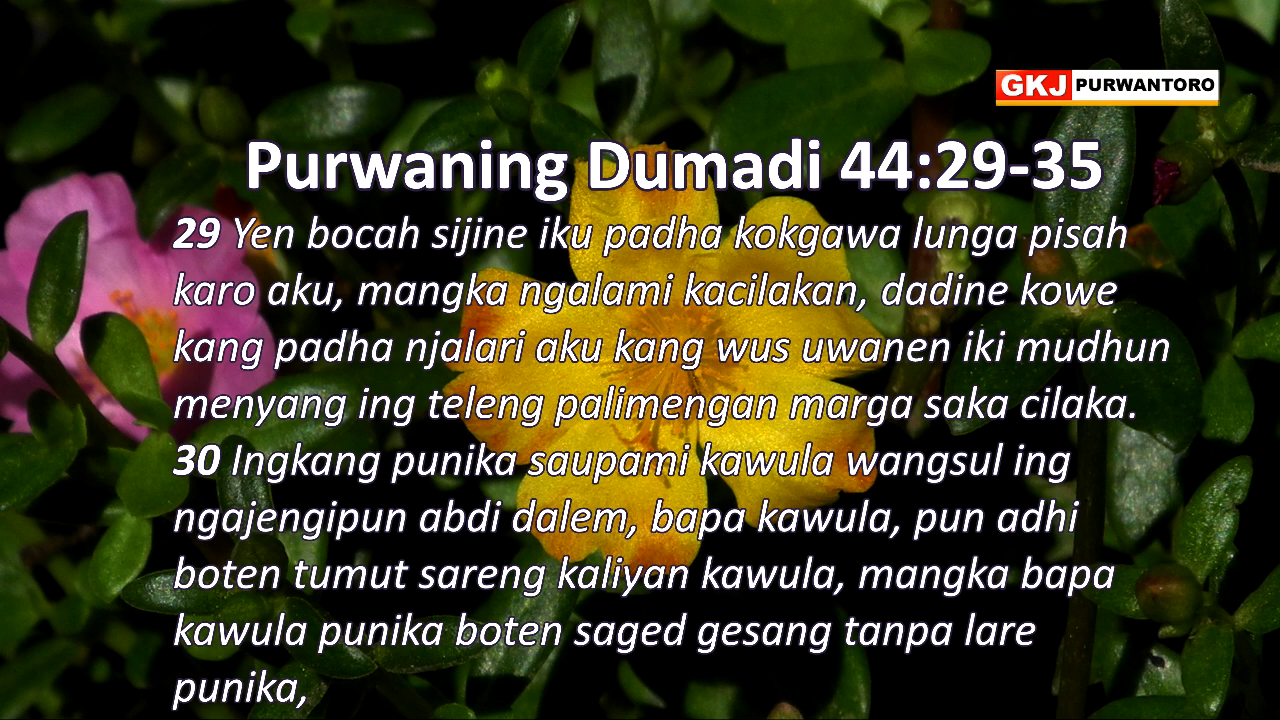 GKJ PURWANTORO
Purwaning Dumadi 44:29-35
29 Yen bocah sijine iku padha kokgawa lunga pisah
karo aku, mangka ngalami kacilakan, dadine kowe
kang padha njalari aku kang wus uwanen iki mudhun
menyang ing teleng palimengan marga saka cilaka.
30 Ingkang punika saupami kawula wangsul ing
ngajengipun abdi dalem, bapa kawula, pun adhi
boten tumut sareng kaliyan kawula, mangka bapa
kawula punika boten saged gesang tanpa lare
punika,